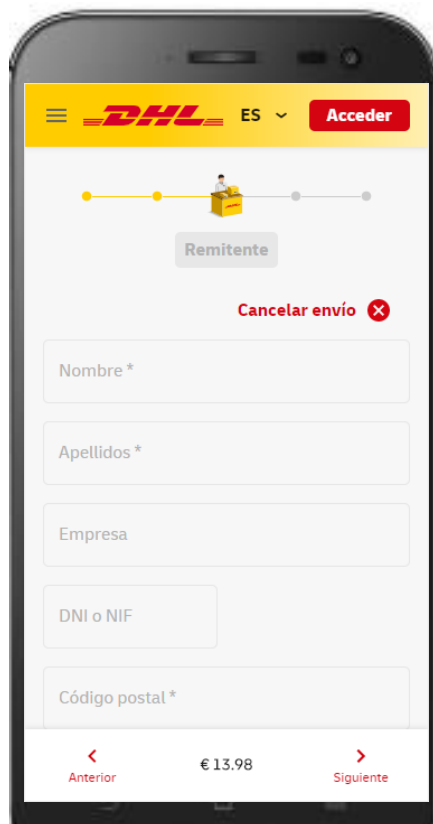 DHL ES Acceder
Remitente
Cancelar envío
Nombre *
Apellidos *
Empresa
DNI o NIF
Código postal *
€ 13.98
Anterior Siguiente